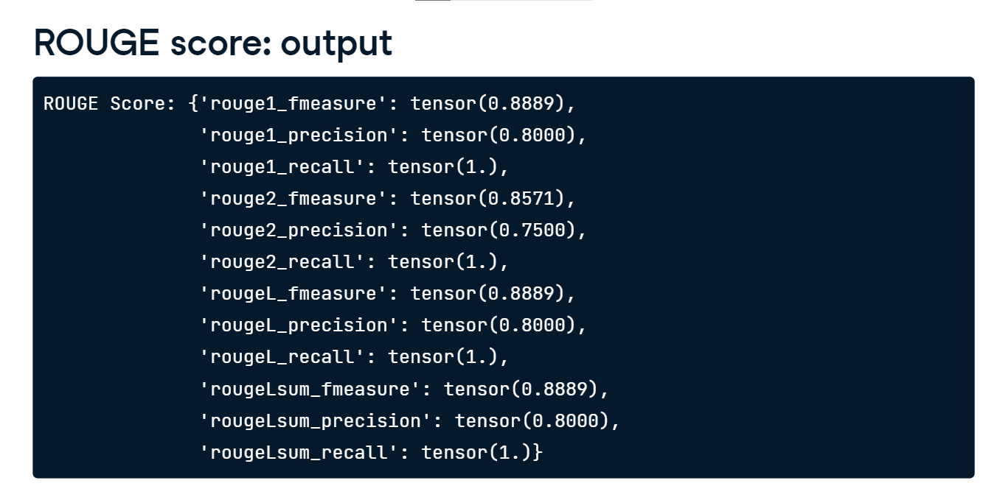 ROUGE score: output
ROUGE Score: {'rouge1_fmeasure': tensor(0.8889),
'rouge1_precision': tensor(0.8000),
'rouge1_recall': tensor(1.),
'rouge2_fmeasure': tensor(0.8571),
'rouge2_precision': tensor(0.7500),
'rouge2_recall': tensor(1.),
'rougeL_fmeasure': tensor(0.8889),
'rougeL_precision': tensor(0.8000),
'rougeL_recall': tensor(1.),
'rougeLsum_fmeasure': tensor(0.8889),
'rougeLsum_precision': tensor(0.8000),
'rougeLsum_recall': tensor(1.)}